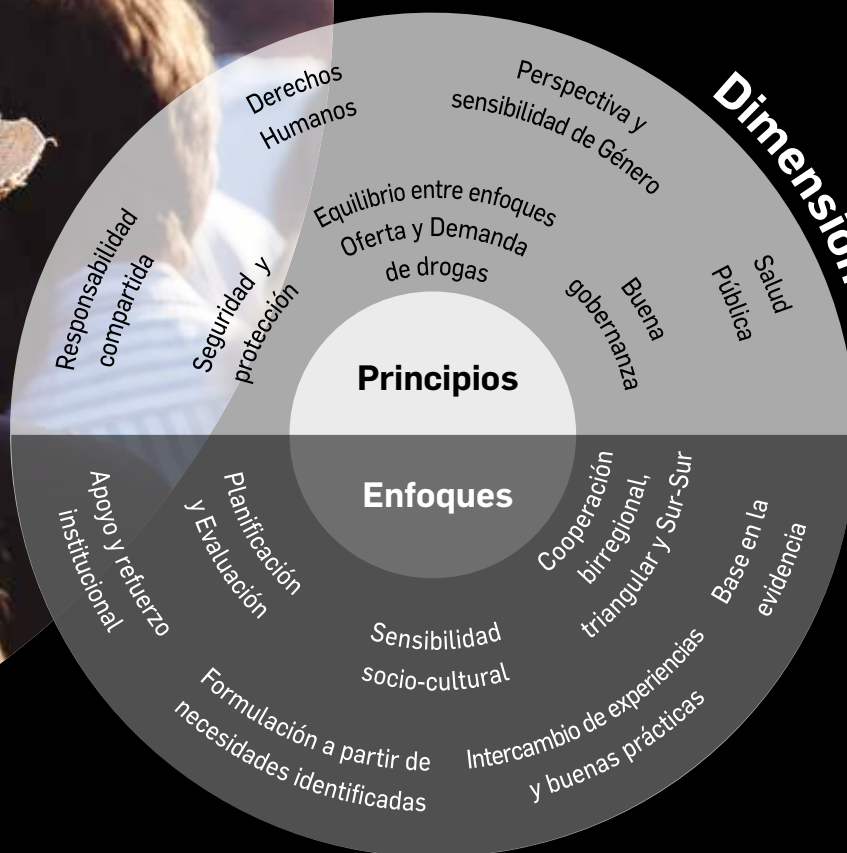 Derechos
Humanos
Perspectiva y
sensibilidad de Género
Responsabilidad
compartida
Seguridad y
protección
Equilibrio entre enfoques
Oferta y Demanda
de drogas
Buena
gobernanza
Salud
Pública
Dimensión
Principios
Enfoques
Apoyo y refuerzo
institucional
Planificación
y Evaluación
Sensibilidad
socio-cultural
Cooperación
birregional,
triangular y Sur-Sur
Base en la
evidencia
Formulación a partir de
necesidades identificadas
Intercambio de experiencias
y buenas prácticas